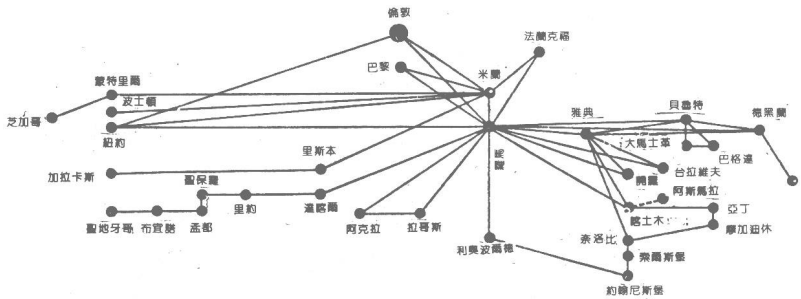 倫敦
法蘭克福
巴黎
米蘭
蒙特里爾
波士頓
芝加哥
紐約
雅典
貝魯特
德黑蘭
大馬士革
巴格達
羅馬
里斯本
加拉卡斯
聖保羅
里約
達喀爾
開羅
台拉維夫
阿斯馬拉
聖地牙哥
布宜諾
孟都
阿克拉
拉哥斯
喀土木
亞丁
摩加迪休
利奧波爾德
奈洛比
索爾斯堡
約翰尼斯堡